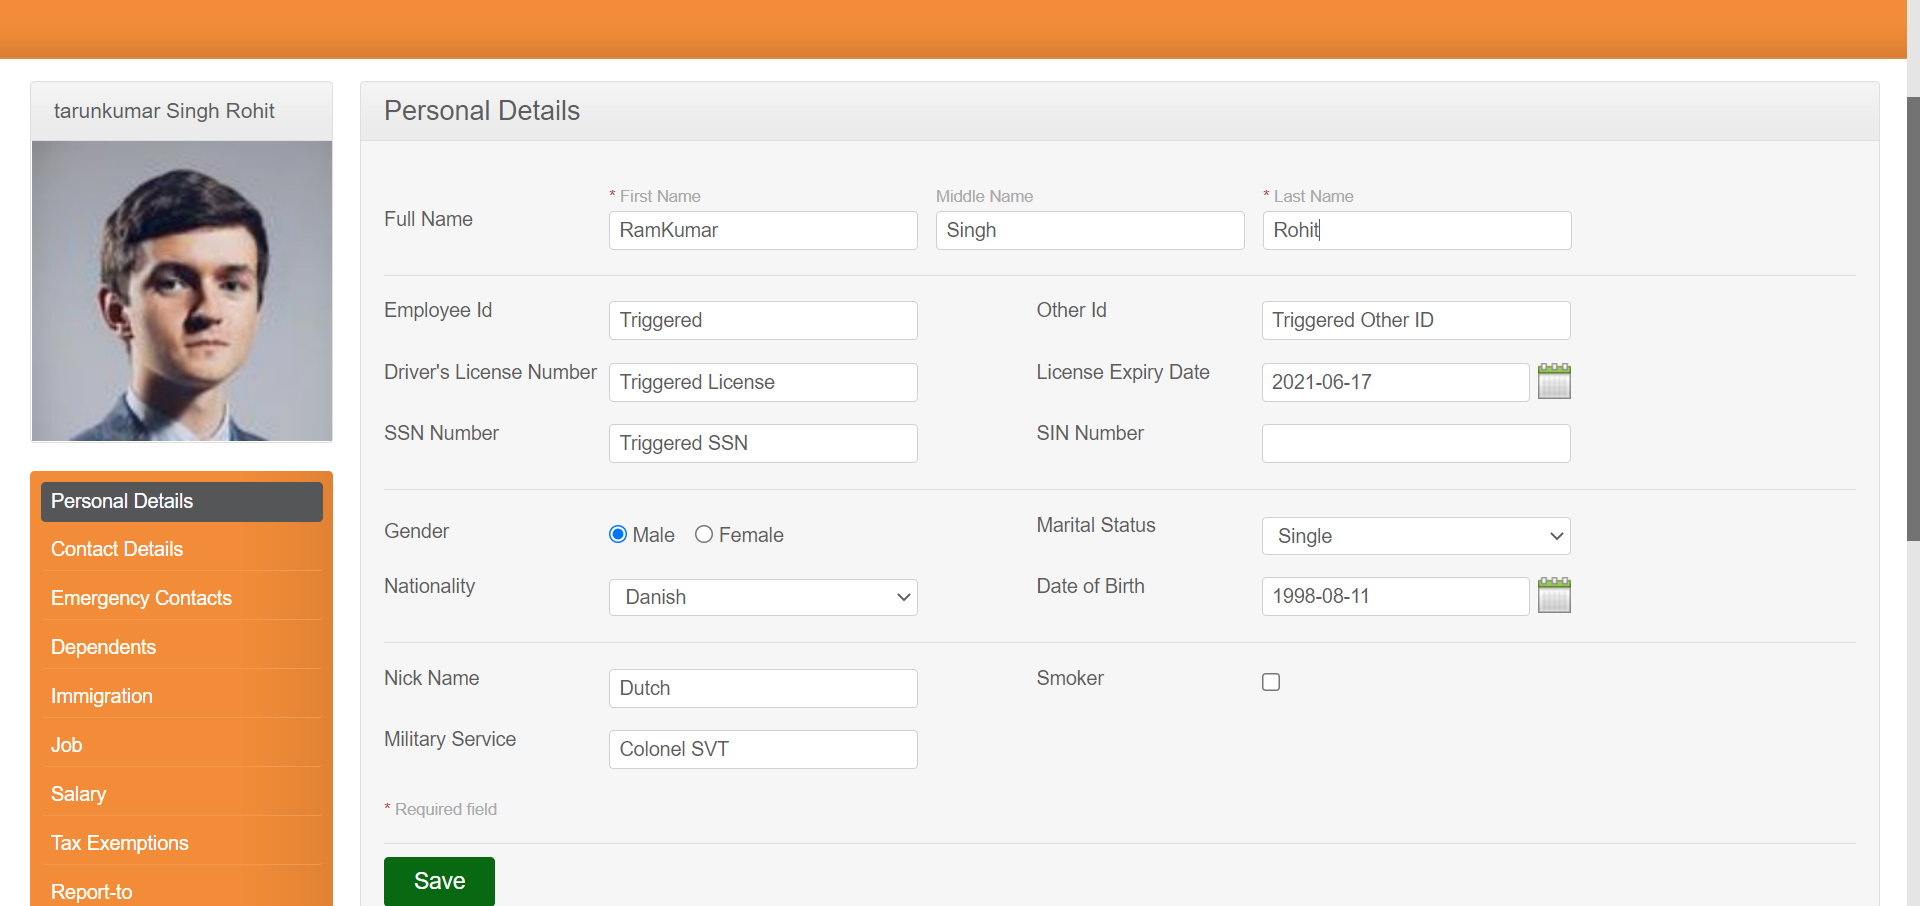 tarunkumar Singh Rohit
Personal Details
Contact Details
Emergency Contacts
Dependents
Immigration
Job
Salary
Tax Exemptions
Report-to
Personal Details
* First Name Middle Name * Last Name
Full Name RamKumar Singh Rohit
Employee Id Triggered Other Id Triggered Other ID
Driver's License Number Triggered License License Expiry Date 2021-06-17
SSN Number Triggered SSN SIN Number
Gender Male Female Marital Status Single
Nationality Danish Date of Birth 1998-08-11
Nick Name Dutch Smoker
Military Service Colonel SVT
* Required field
Save